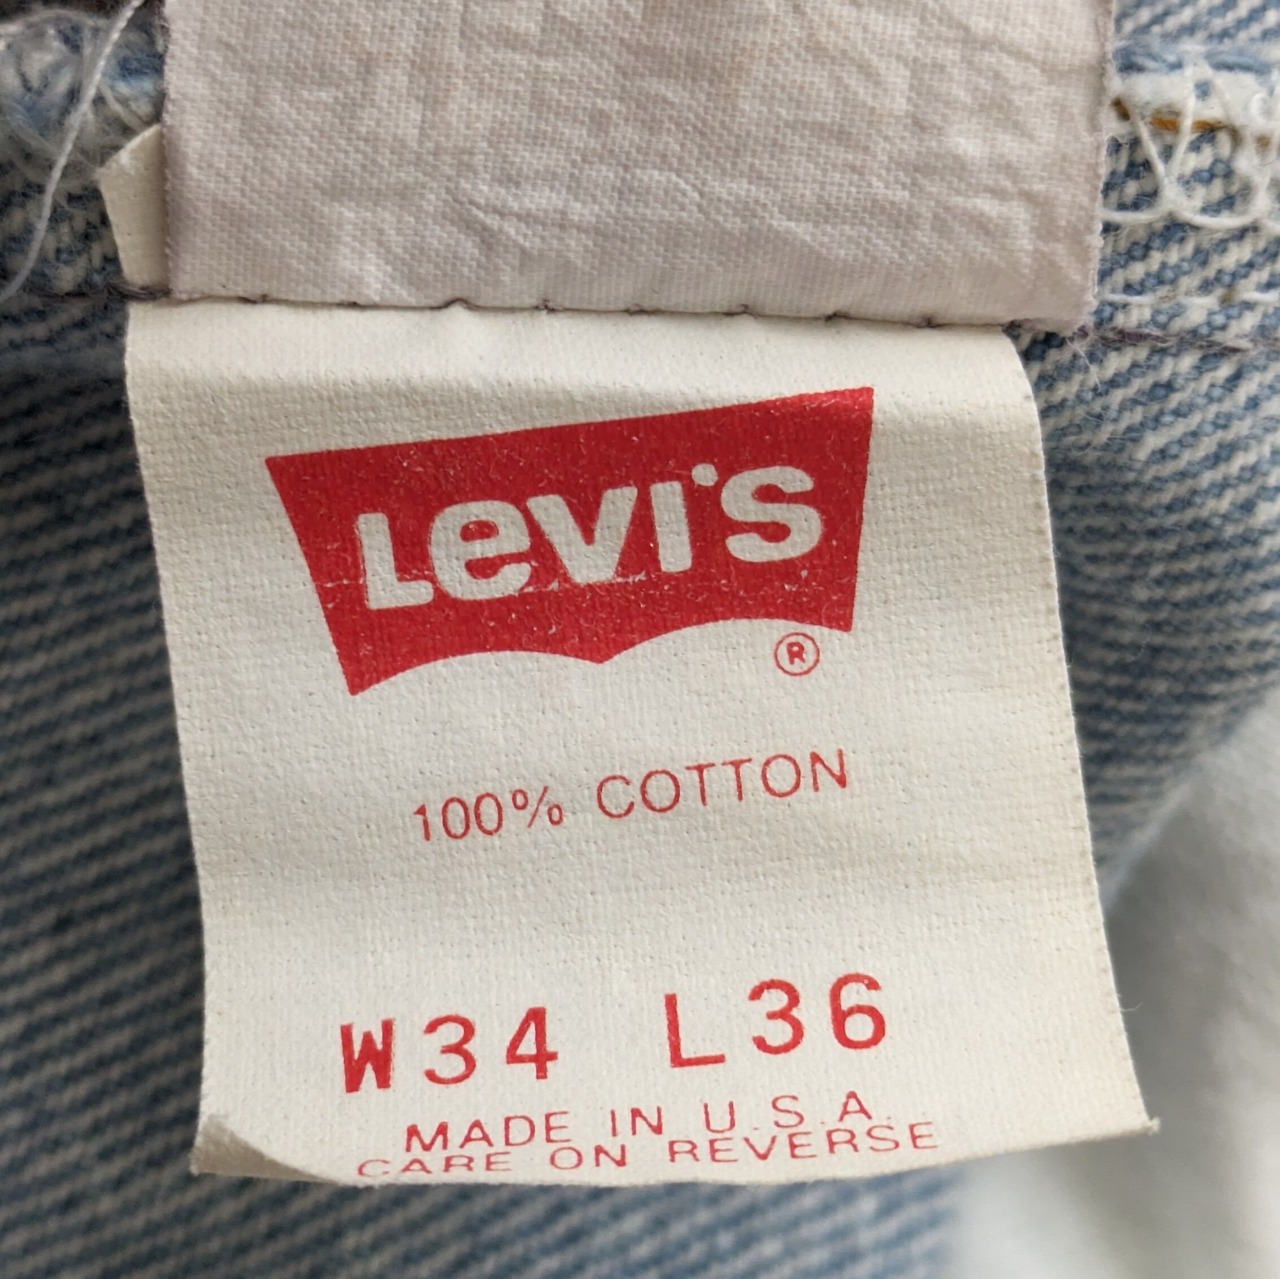 Levi's
®
100% COTTON
W34 L36
MADE IN U.S.A.
CARE ON REVERSE